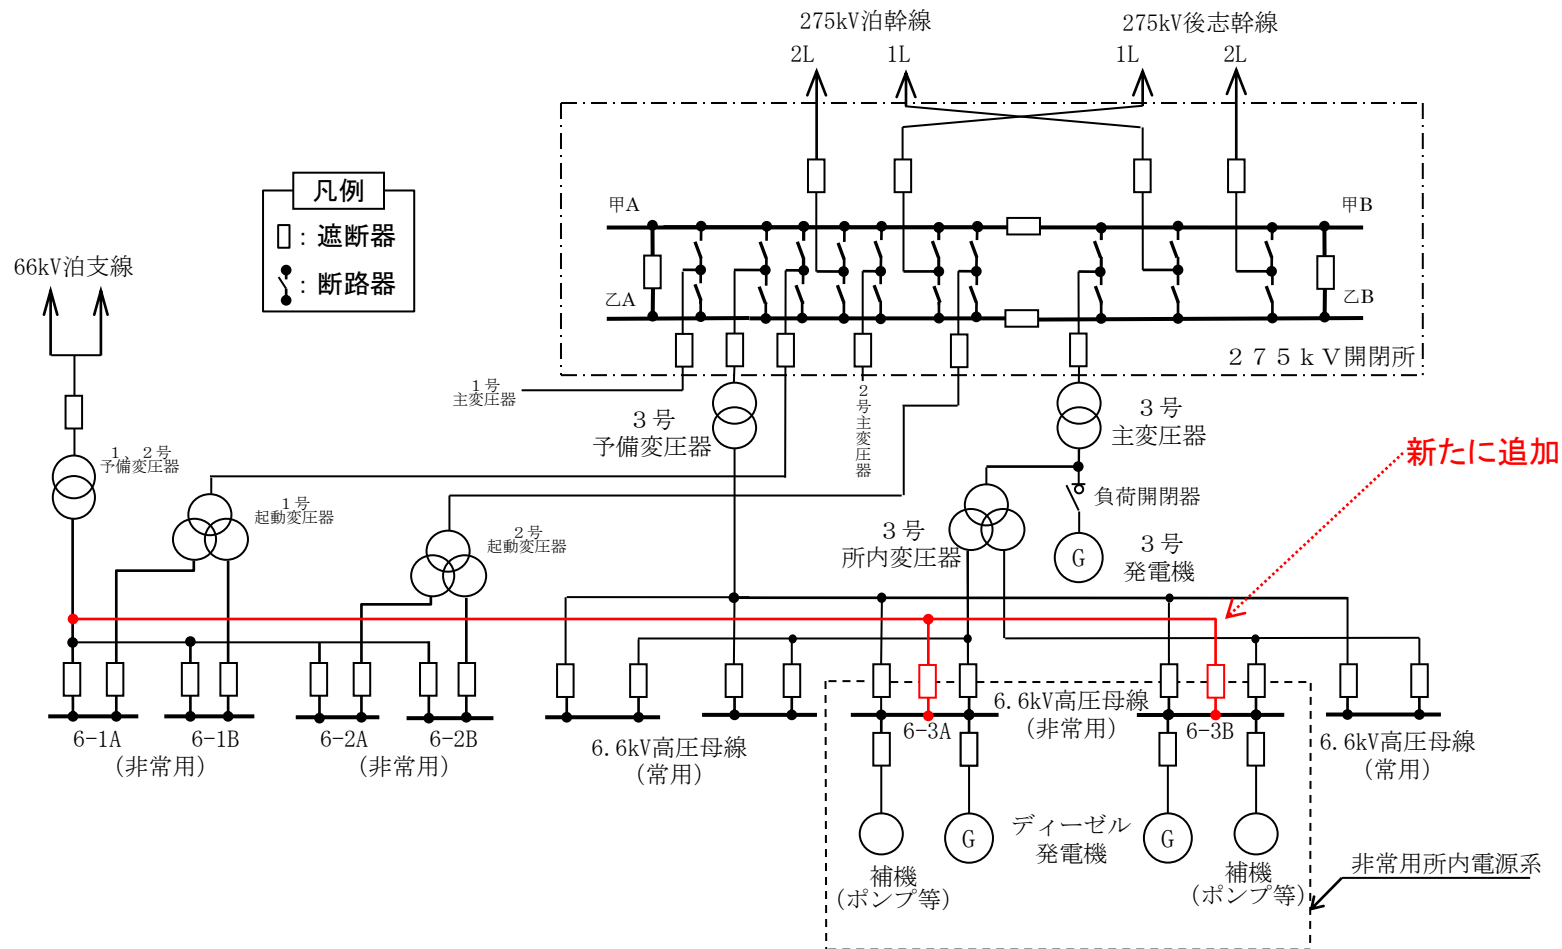 275kV泊幹線
275kV後志幹線
2L
1L
1L
2L
凡例
：遮断器
：断路器
甲A
甲B
66kV泊支線
乙A
乙B
２７５ｋＶ開閉所
１号
主変圧器
２号主変圧器
３号
予備変圧器
３号
主変圧器
新たに追加
１、２号
予備変圧器
１号
起動変圧器
２号
起動変圧器
３号
所内変圧器
負荷開閉器
G
３号
発電機
6-1A
6-1B
(非常用)
6-2A
6-2B
(非常用)
6.6kV高圧母線
(常用)
6-3A
6.6kV高圧母線
(非常用)
6-3B
6.6kV高圧母線
(常用)
G
ディーゼル
発電機
G
補機
(ポンプ等)
補機
(ポンプ等)
非常用所内電源系